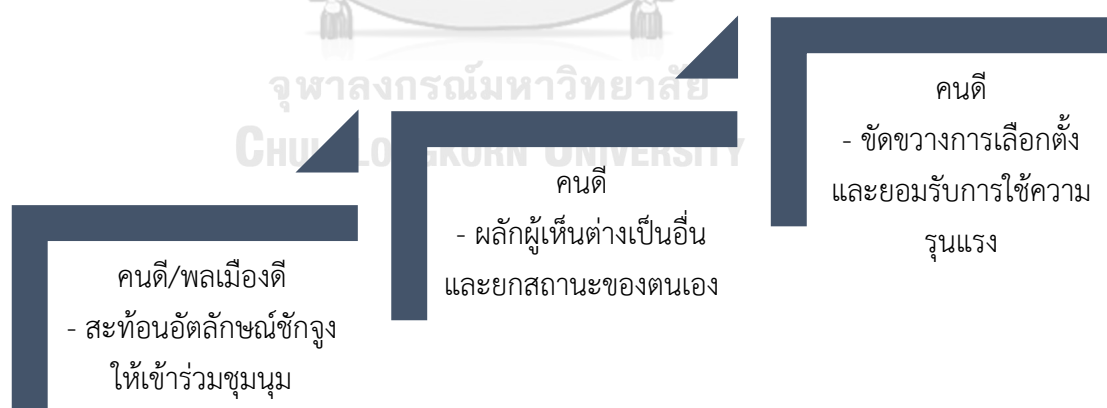 จุฬาลงกรณ์มหาวิทยาลัย
CHULALONGKORN UNIVERSITY
คนดี/พลเมืองดี
- สะท้อนอัตลักษณ์ชักจูง
ให้เข้าร่วมชุมนุม
คนดี
- ผลักผู้เห็นต่างเป็นอื่น
และยกสถานะของตนเอง
คนดี
- ขัดขวางการเลือกตั้ง
และยอมรับการใช้ความ
รุนแรง